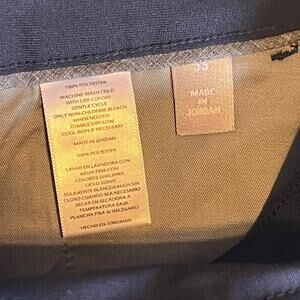 100% POLYESTER
MACHINE WASH COLD
WITH LIKE COLORS
GENTLE CYCLE
ONLY NON-CHLORINE BLEACH
WHEN NEEDED
TUMBLE DRY LOW
COOL IRON IF NECESSARY
MADE IN JORDAN
100% POLIESTER
LAVAR EN LAVADORA CON
AGUA FRIA CON
COLORES SIMILARES
CICLO SUAVE
SOLAMENTE BLANQUEADOR SIN
CLORO CUANDO SEA NECESARIO
SECAR EN SECADORA A
TEMPERATURA BAJA
PLANCHA FRIA SI NECESARIO
HECHO EN JORDANIA
MADE
IN
JORDAN